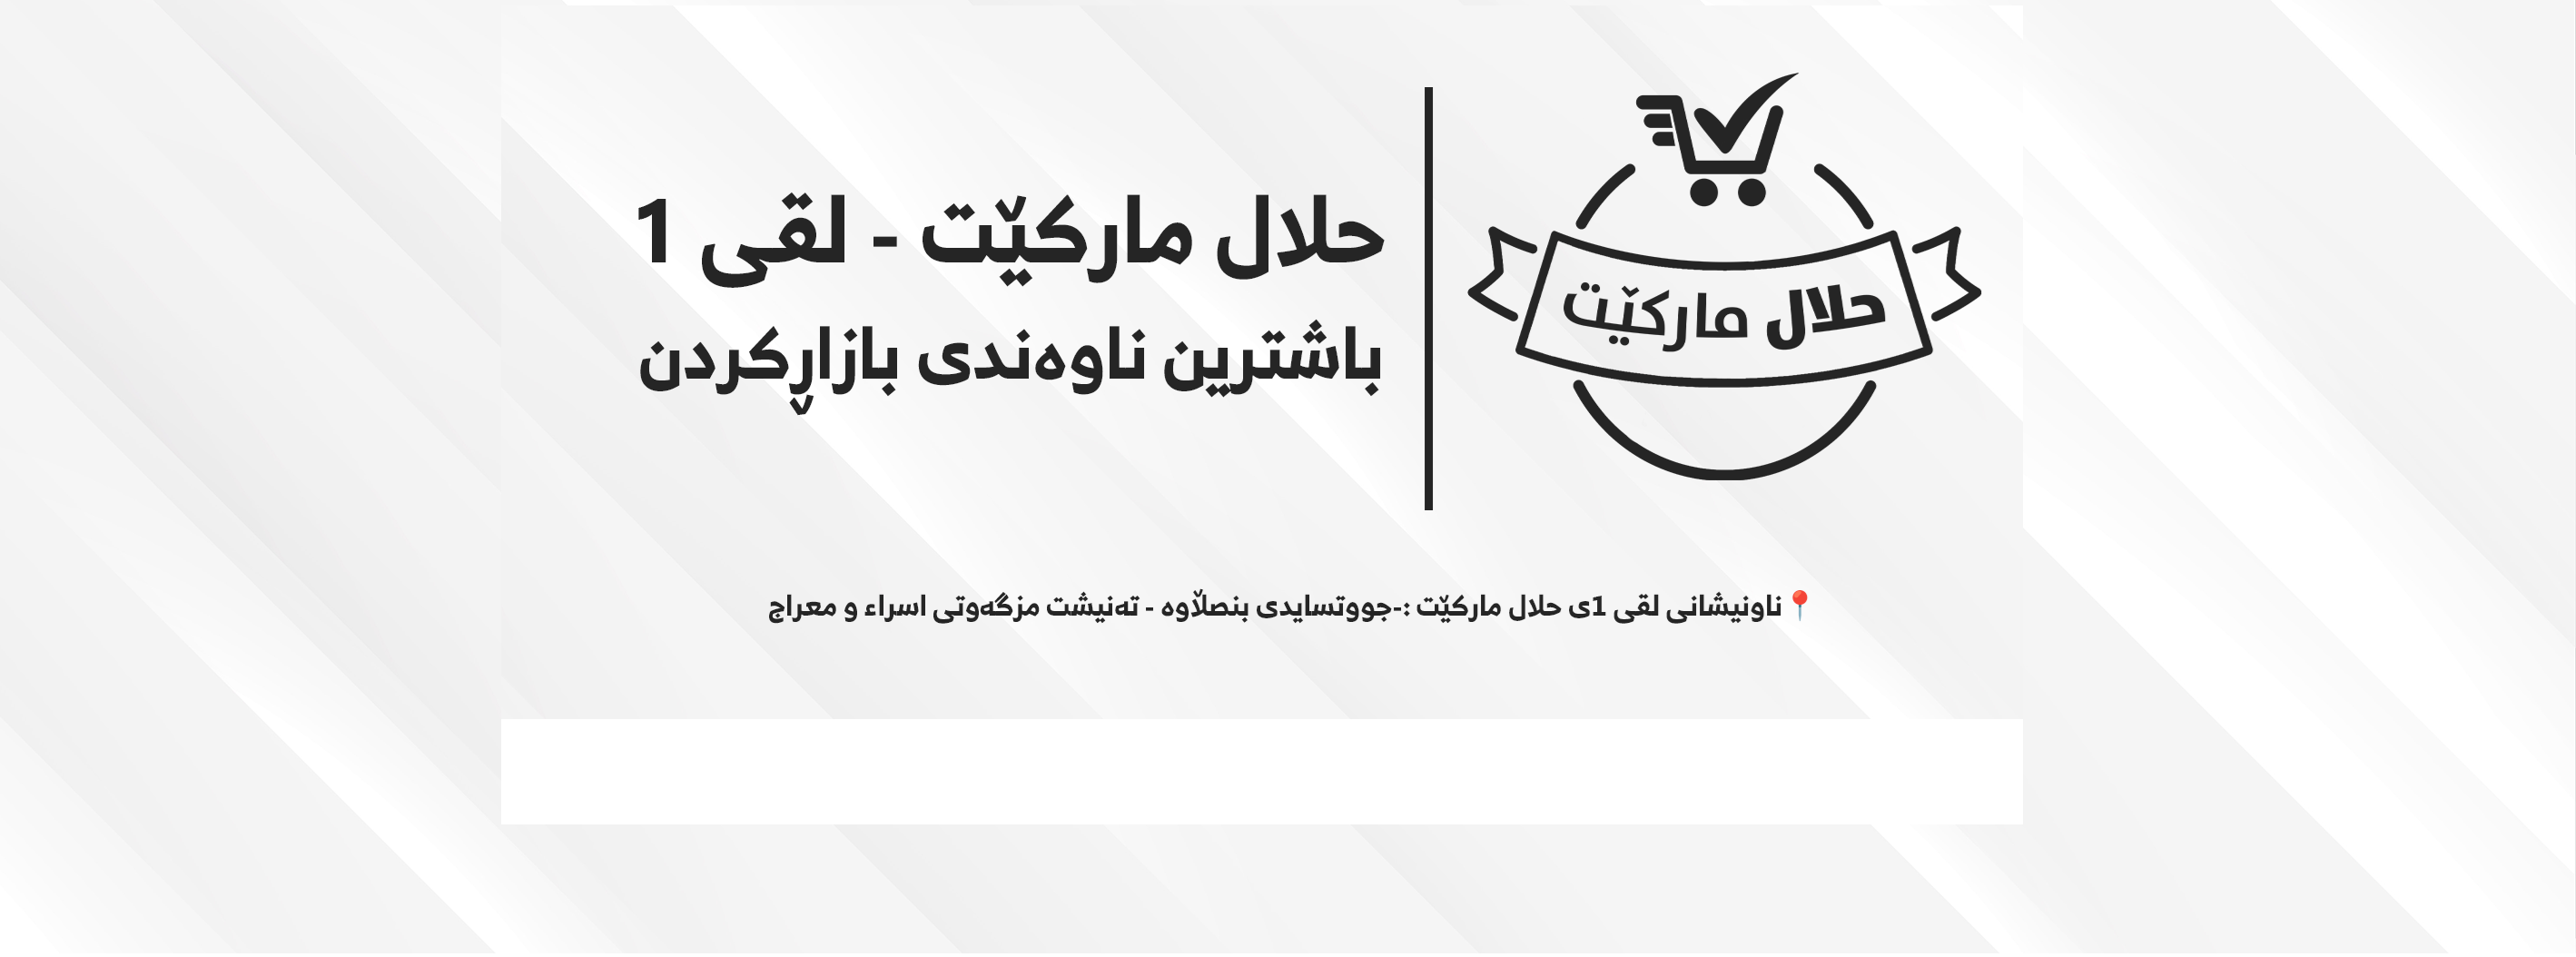 حلال مارکێت
حلال مارکێت - لقی 1
باشترین ناوەندی بازاڕکردن
📍ناونیشانی لقی 1ی حلال مارکێت :-جووتسایدی بنصڵاوە - تەنیشت مزگەوتی اسراء و معراج